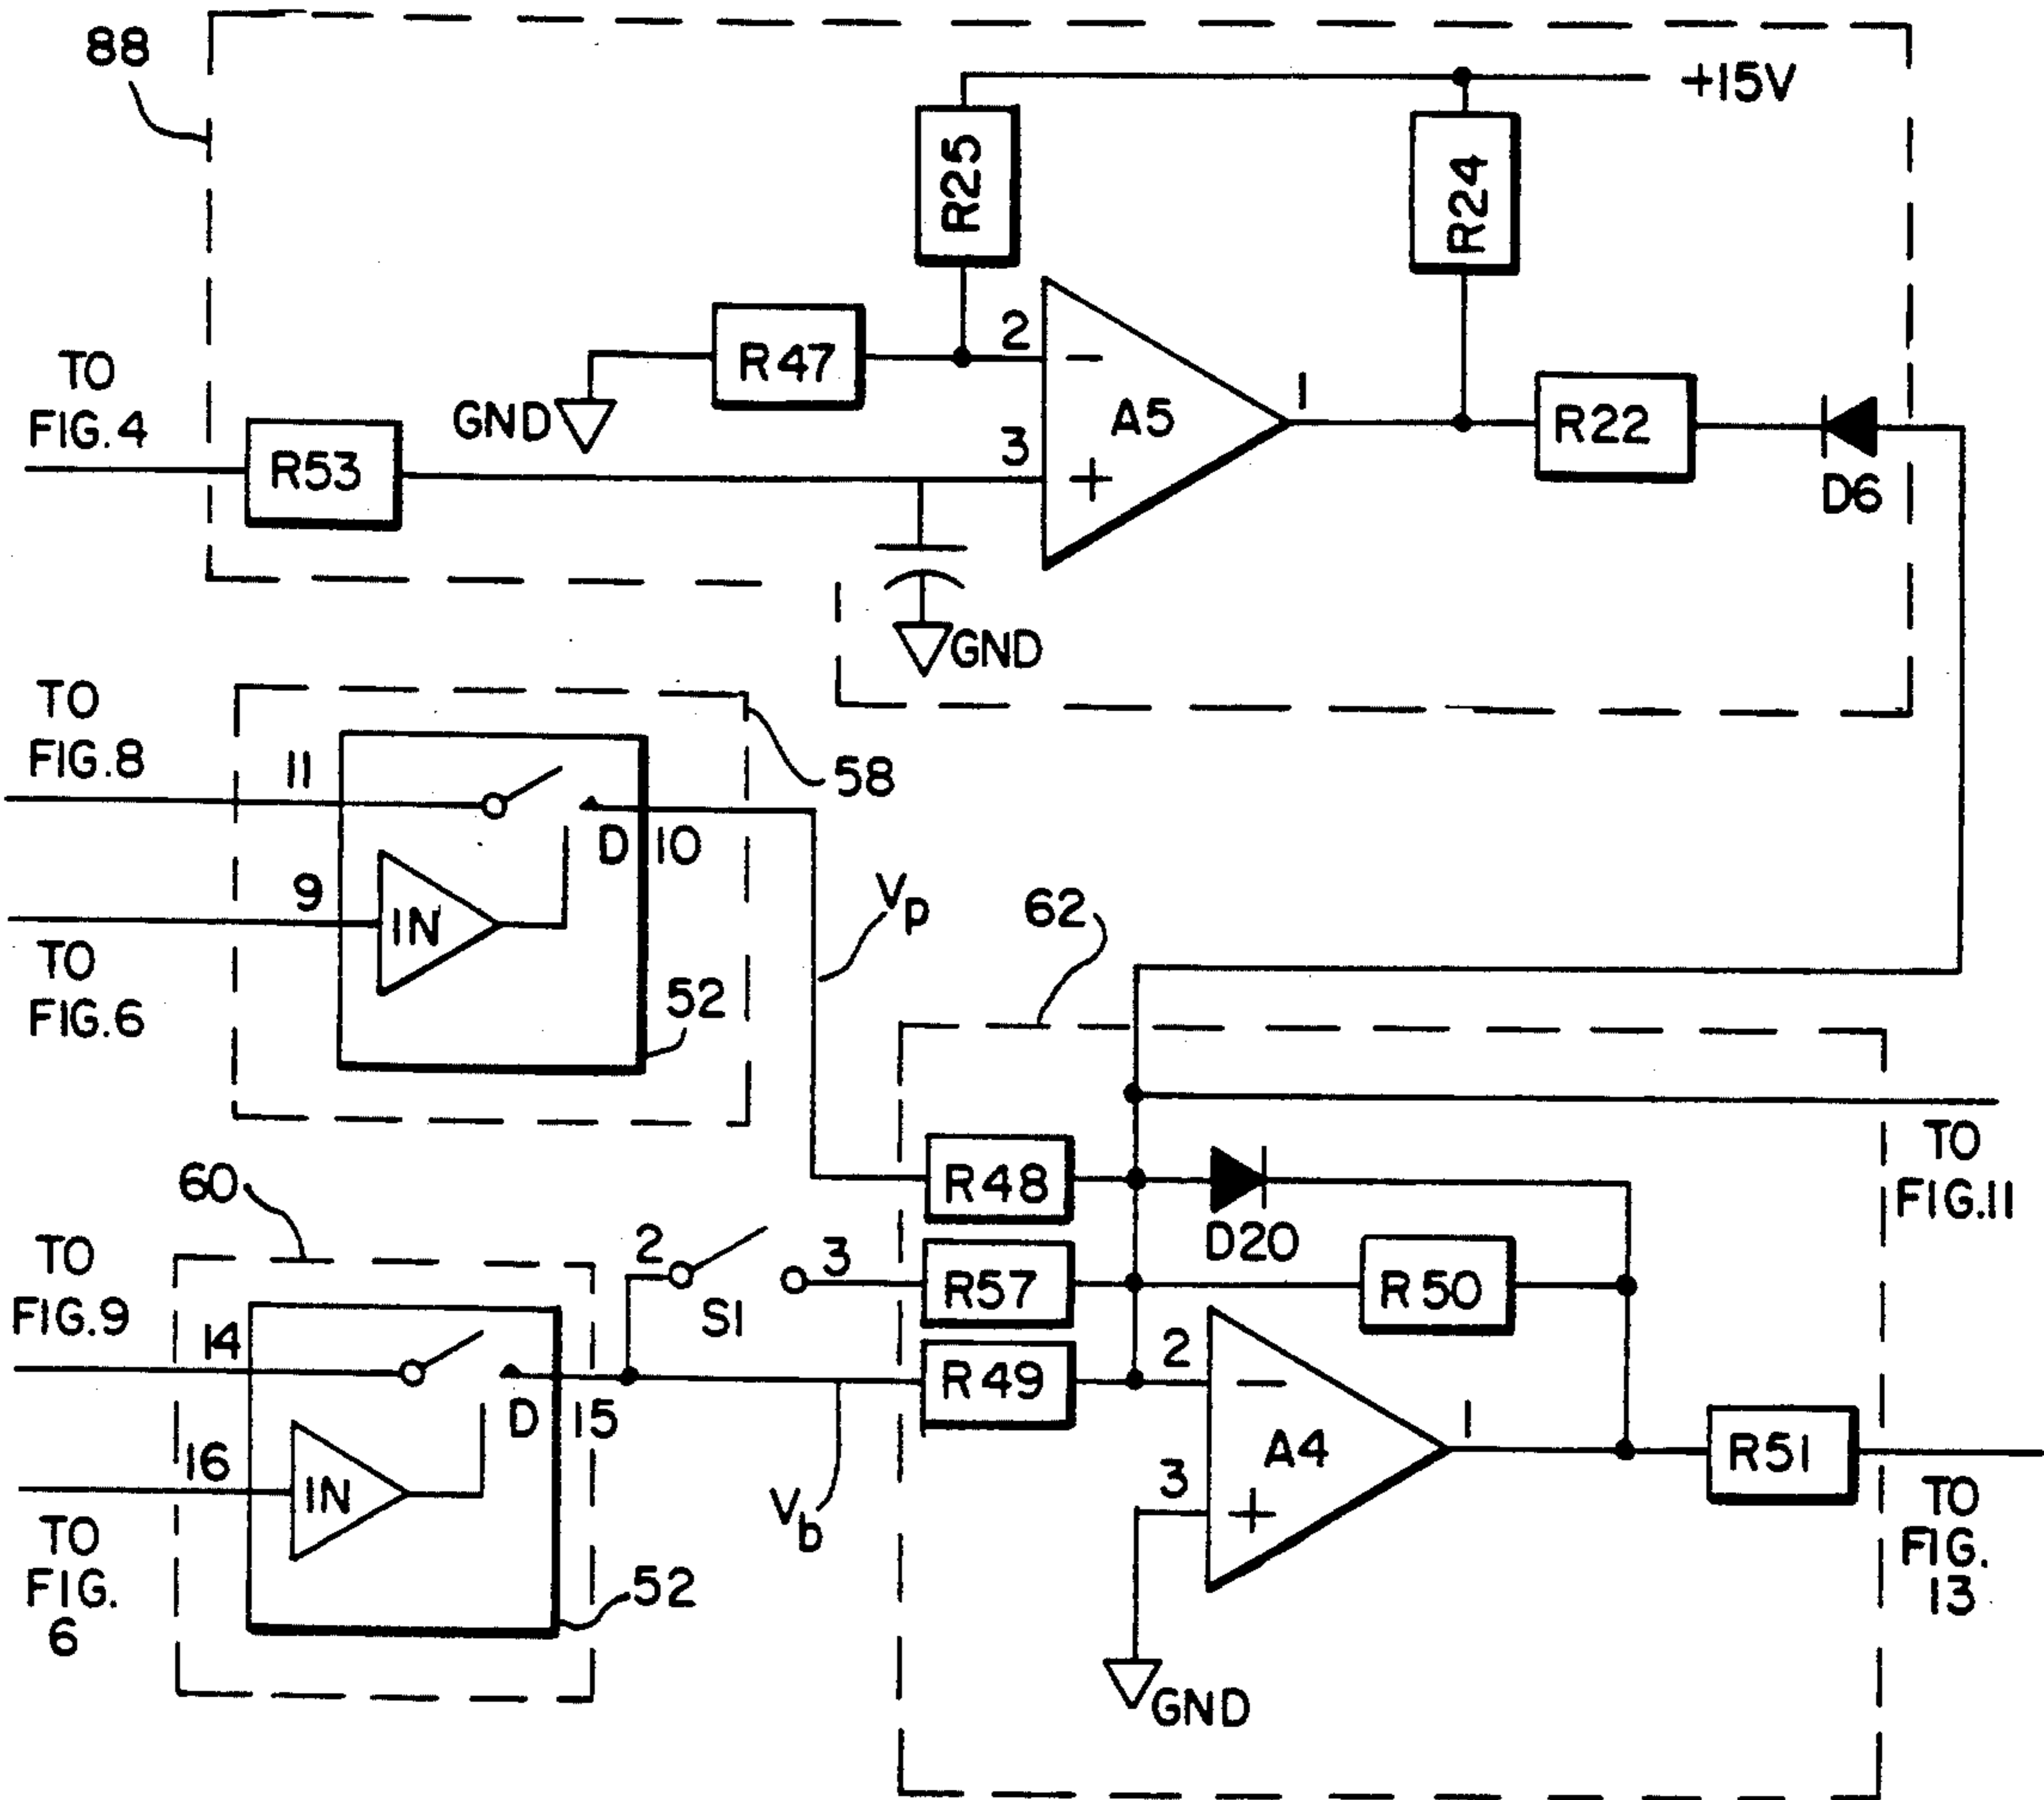 88
+15V
R25
R24
TO
FIG.4
R53
GND
R47
2
−
3
+
A5
1
R22
D6
GND
TO
FIG.8
11
58
D
10
9
IN
TO
FIG.6
52
Vp
62
TO
FIG.11
60
R48
D20
TO
FIG.9
14
2
S1
3
R57
R50
D
15
R49
2
−
A4
1
R51
16
IN
Vb
3
+
TO
FIG.
13
TO
FIG.
6
52
GND